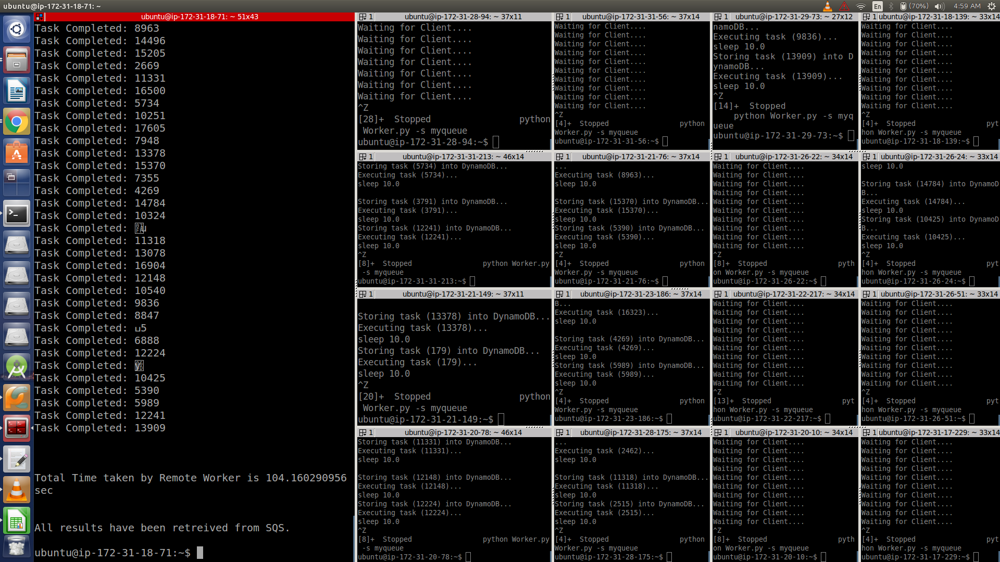 ubuntu@ip-172-31-18-71: ~
En
(70%)
4:59 AM
ubuntu@ip-172-31-18-71: ~ 51x43
Task Completed: 8963
Task Completed: 14496
Task Completed: 15205
Task Completed: 2669
Task Completed: 11331
Task Completed: 16500
Task Completed: 5734
Task Completed: 10251
Task Completed: 17605
Task Completed: 7948
Task Completed: 13378
Task Completed: 15370
Task Completed: 7355
Task Completed: 4269
Task Completed: 14784
Task Completed: 10324
Task Completed:
Task Completed: 11318
Task Completed: 13078
Task Completed: 16904
Task Completed: 12148
Task Completed: 10540
Task Completed: 9836
Task Completed: 8847
Task Completed: ␣5
Task Completed: 6888
Task Completed: 12224
Task Completed:
Task Completed: 10425
Task Completed: 5390
Task Completed: 5989
Task Completed: 12241
Task Completed: 13909
Total Time taken by Remote Worker is 104.160290956
sec
All results have been retreived from SQS.
ubuntu@ip-172-31-18-71:~$
1 ubuntu@ip-172-31-28-94: ~ 37x11
Waiting for Client....
Waiting for Client....
Waiting for Client....
Waiting for Client....
Waiting for Client....
Waiting for Client....
Waiting for Client....
^Z
[28]+  Stopped                 python
 Worker.py -s myqueue
ubuntu@ip-172-31-28-94:~$
1 ubuntu@ip-172-31-31-56: ~ 37x14
Waiting for Client....
Waiting for Client....
Waiting for Client....
Waiting for Client....
Waiting for Client....
Waiting for Client....
Waiting for Client....
Waiting for Client....
Waiting for Client....
Waiting for Client....
^Z
[4]+  Stopped                 python
Worker.py -s myqueue
ubuntu@ip-172-31-31-56:~$
1 ubuntu@ip-172-31-29-73: ~ 27x12
namoDB...
Executing task (9836)...
sleep 10.0
Storing task (13909) into D
ynamoDB...
Executing task (13909)...
sleep 10.0
^Z
[14]+  Stopped
    python Worker.py -s myq
ueue
ubuntu@ip-172-31-29-73:~$
1 ubuntu@ip-172-31-18-139: ~ 33x14
Waiting for Client....
Waiting for Client....
Waiting for Client....
Waiting for Client....
Waiting for Client....
Waiting for Client....
Waiting for Client....
Waiting for Client....
Waiting for Client....
Waiting for Client....
^Z
[4]+  Stopped                 pyt
hon Worker.py -s myqueue
ubuntu@ip-172-31-18-139:~$
1 ubuntu@ip-172-31-31-213: ~ 46x14
Storing task (5734) into DynamoDB...
Executing task (5734)...
sleep 10.0
Storing task (3791) into DynamoDB...
Executing task (3791)...
sleep 10.0
Storing task (12241) into DynamoDB...
Executing task (12241)...
sleep 10.0
^Z
[8]+  Stopped                 python Worker.py
 -s myqueue
ubuntu@ip-172-31-31-213:~$
1 ubuntu@ip-172-31-21-76: ~ 37x14
...
Executing task (8963)...
sleep 10.0
Storing task (15370) into DynamoDB...
Executing task (15370)...
sleep 10.0
Storing task (5390) into DynamoDB...
Executing task (5390)...
sleep 10.0
^Z
[4]+  Stopped                 python
Worker.py -s myqueue
ubuntu@ip-172-31-21-76:~$
1 ubuntu@ip-172-31-26-22: ~ 34x14
Waiting for Client....
Waiting for Client....
Waiting for Client....
Waiting for Client....
Waiting for Client....
Waiting for Client....
Waiting for Client....
Waiting for Client....
Waiting for Client....
Waiting for Client....
^Z
[8]+  Stopped                 pyth
on Worker.py -s myqueue
ubuntu@ip-172-31-26-22:~$
1 ubuntu@ip-172-31-26-24: ~ 33x14
sleep 10.0
Storing task (14784) into DynamoD
B...
Executing task (14784)...
sleep 10.0
Storing task (10425) into DynamoD
B...
Executing task (10425)...
sleep 10.0
^Z
[4]+  Stopped                 pyt
hon Worker.py -s myqueue
ubuntu@ip-172-31-26-24:~$
1 ubuntu@ip-172-31-21-149: ~ 37x11
Storing task (13378) into DynamoDB...
Executing task (13378)...
sleep 10.0
Storing task (179) into DynamoDB...
Executing task (179)...
sleep 10.0
^Z
[20]+  Stopped                 python
 Worker.py -s myqueue
ubuntu@ip-172-31-21-149:~$
1 ubuntu@ip-172-31-23-186: ~ 37x14
B...
Executing task (16323)...
sleep 10.0
Storing task (4269) into DynamoDB...
Executing task (4269)...
sleep 10.0
Storing task (5989) into DynamoDB...
Executing task (5989)...
sleep 10.0
^Z
[4]+  Stopped                 python
Worker.py -s myqueue
ubuntu@ip-172-31-23-186:~$
1 ubuntu@ip-172-31-22-217: ~ 34x14
Waiting for Client....
Waiting for Client....
Waiting for Client....
Waiting for Client....
Waiting for Client....
Waiting for Client....
Waiting for Client....
Waiting for Client....
Waiting for Client....
Waiting for Client....
^Z
[13]+  Stopped                 pyt
hon Worker.py -s myqueue
ubuntu@ip-172-31-22-217:~$
1 ubuntu@ip-172-31-26-51: ~ 33x14
Waiting for Client....
Waiting for Client....
Waiting for Client....
Waiting for Client....
Waiting for Client....
Waiting for Client....
Waiting for Client....
Waiting for Client....
Waiting for Client....
Waiting for Client....
^Z
[4]+  Stopped                 pyt
hon Worker.py -s myqueue
ubuntu@ip-172-31-26-51:~$
1 ubuntu@ip-172-31-20-78: ~ 46x14
Storing task (11331) into DynamoDB...
Executing task (11331)...
sleep 10.0
Storing task (12148) into DynamoDB...
Executing task (12148)...
sleep 10.0
Storing task (12224) into DynamoDB...
Executing task (12224)...
sleep 10.0
^Z
[8]+  Stopped                 python Worker.py
 -s myqueue
ubuntu@ip-172-31-20-78:~$
1 ubuntu@ip-172-31-28-175: ~ 37x14
...
Executing task (2462)...
sleep 10.0
Storing task (11318) into DynamoDB...
Executing task (11318)...
sleep 10.0
Storing task (2515) into DynamoDB...
Executing task (2515)...
sleep 10.0
^Z
[4]+  Stopped                 python
Worker.py -s myqueue
ubuntu@ip-172-31-28-175:~$
1 ubuntu@ip-172-31-20-10: ~ 34x14
Waiting for Client....
Waiting for Client....
Waiting for Client....
Waiting for Client....
Waiting for Client....
Waiting for Client....
Waiting for Client....
Waiting for Client....
Waiting for Client....
Waiting for Client....
^Z
[8]+  Stopped                 pyth
on Worker.py -s myqueue
ubuntu@ip-172-31-20-10:~$
1 ubuntu@ip-172-31-17-229: ~ 33x14
Waiting for Client....
Waiting for Client....
Waiting for Client....
Waiting for Client....
Waiting for Client....
Waiting for Client....
Waiting for Client....
Waiting for Client....
Waiting for Client....
Waiting for Client....
^Z
[4]+  Stopped                 pyt
hon Worker.py -s myqueue
ubuntu@ip-172-31-17-229:~$